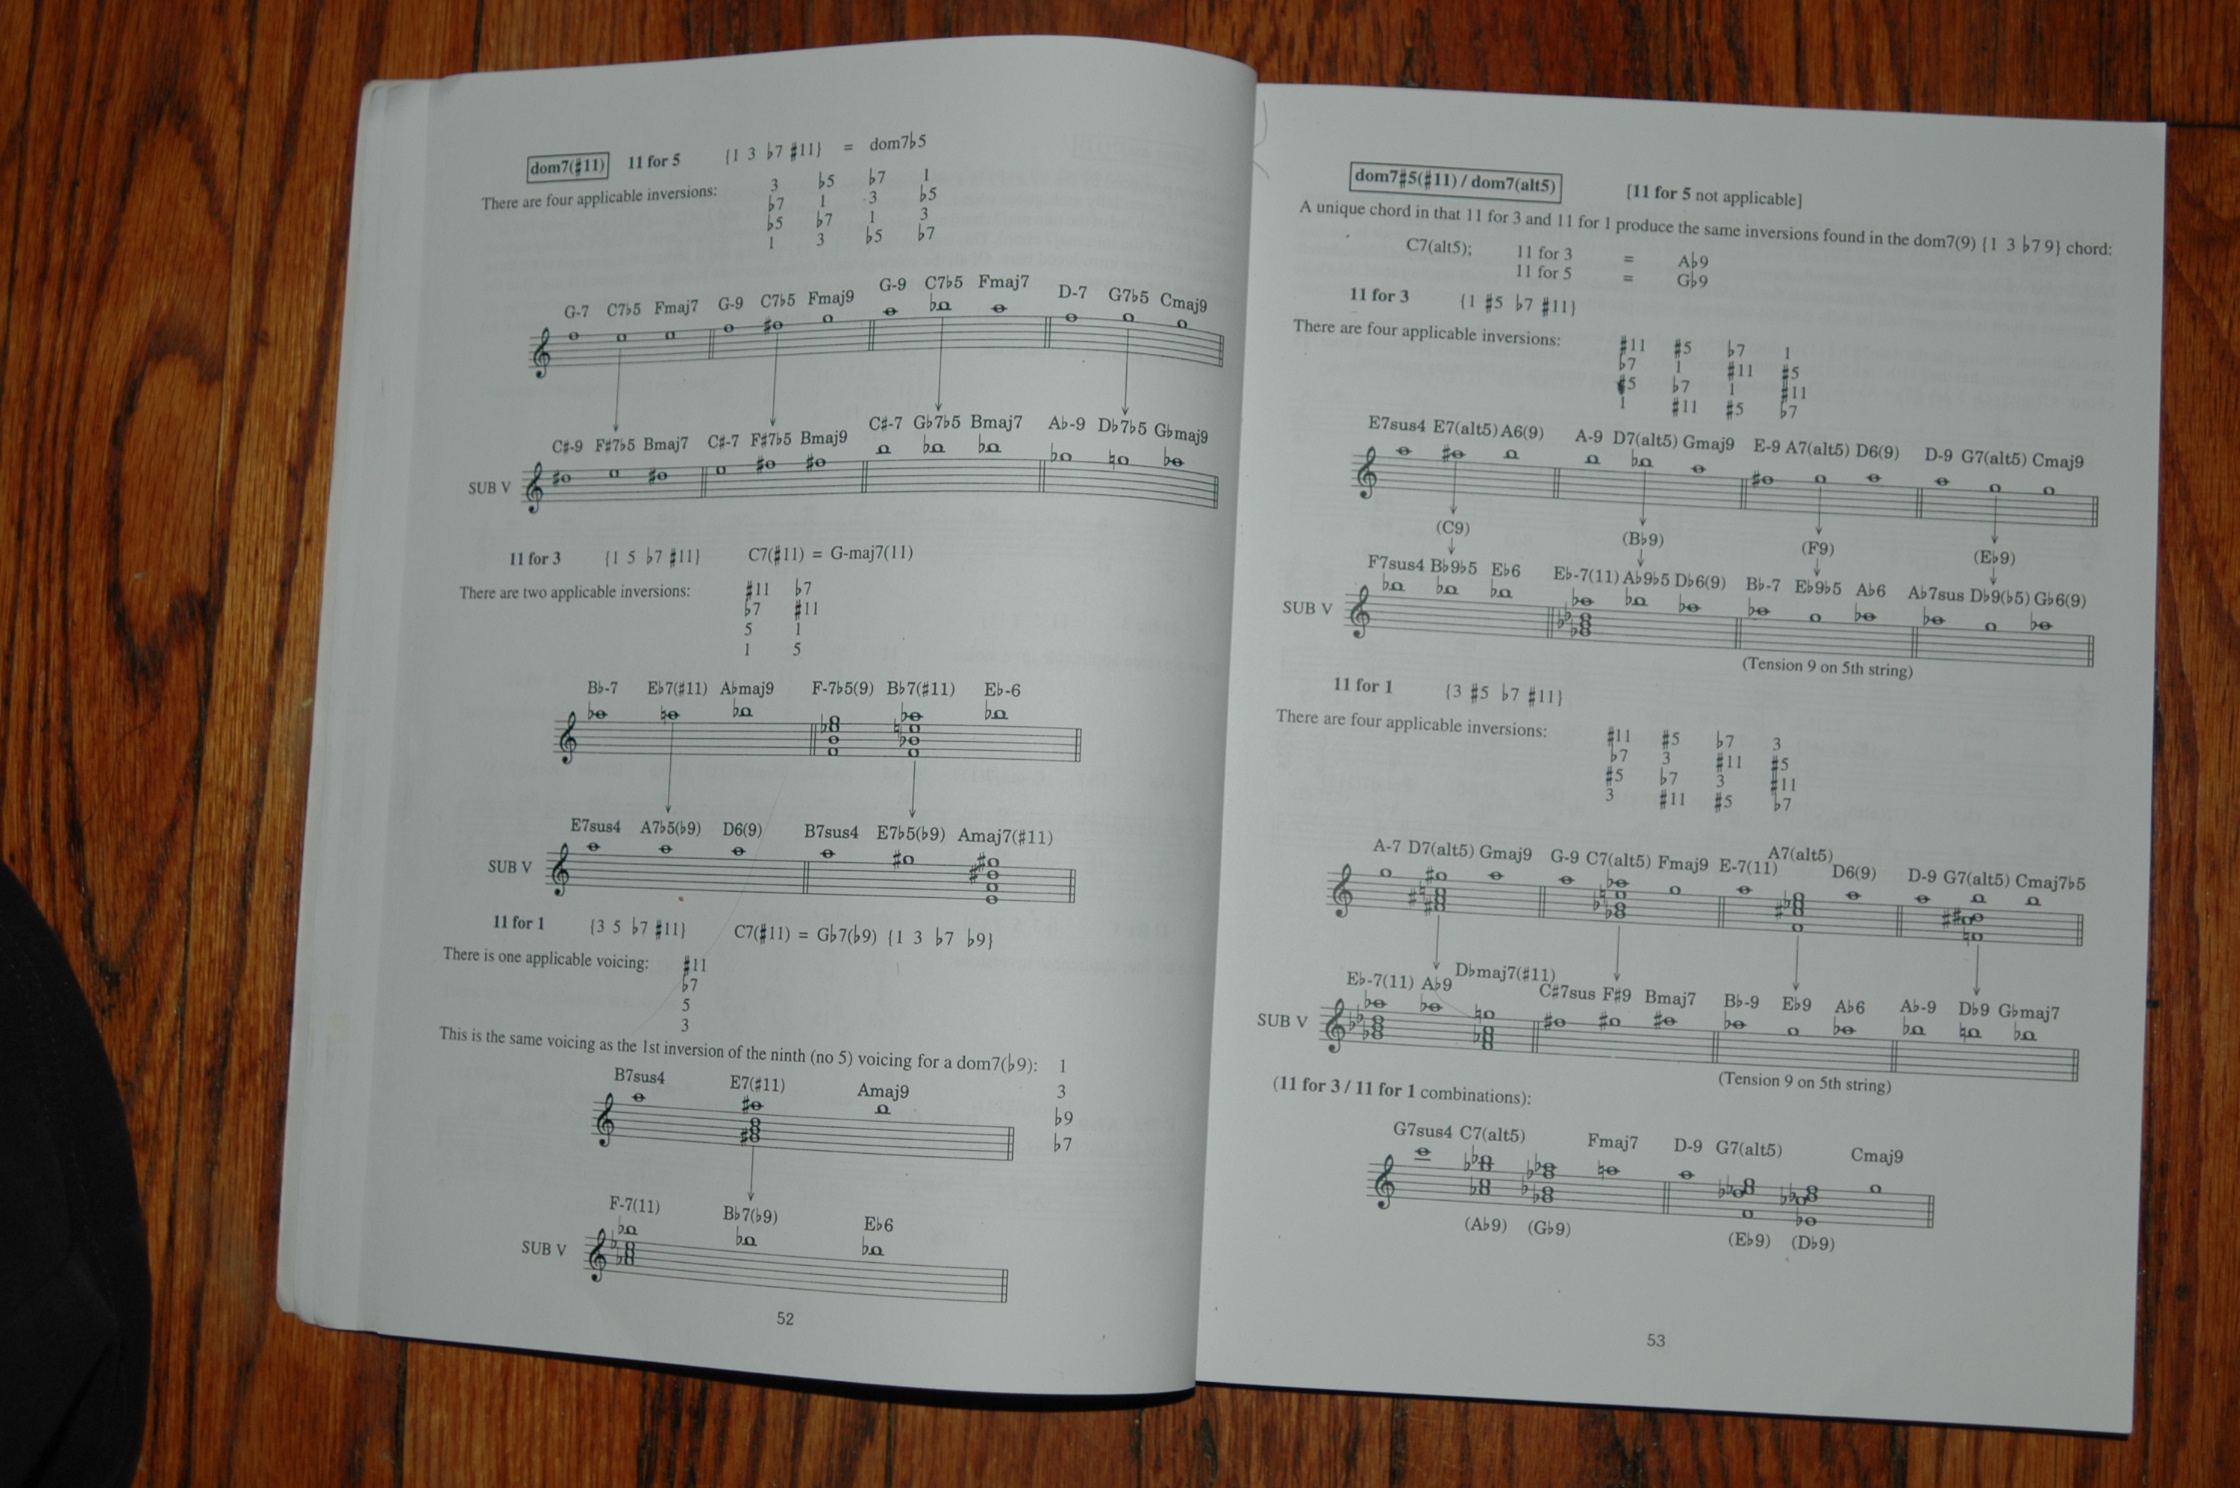 dom7(♯11) 11 for 5 {1 3 ♭7 ♯11} = dom7♭5
There are four applicable inversions:
3 ♭5 ♭7 1
♭7 1 3 ♭5
♭5 ♭7 1 3
1 3 ♭5 ♭7
G-7 C7♭5 Fmaj7 G-9 C7♭5 Fmaj9 G-9 C7♭5 Fmaj7 D-7 G7♭5 Cmaj9
C♯-9 F♯7♭5 Bmaj7 C♯-7 F♯7♭5 Bmaj9 C♯-7 G♭7♭5 Bmaj7 A♭-9 D♭7♭5 G♭maj9
SUB V
11 for 3 {1 5 ♭7 ♯11} C7(♯11) = G-maj7(11)
There are two applicable inversions:
♯11 ♭7
♭7 ♯11
5 1
1 5
B♭-7 E♭7(♯11) A♭maj9 F-7♭5(9) B♭7(♯11) E♭-6
E7sus4 A7♭5(♭9) D6(9) B7sus4 E7♭5(♭9) Amaj7(♯11)
SUB V
11 for 1 {3 5 ♭7 ♯11} C7(♯11) = G♭7(♭9) {1 3 ♭7 ♭9}
There is one applicable voicing:
♯11
♭7
5
3
This is the same voicing as the 1st inversion of the ninth (no 5) voicing for a dom7(♭9):
1
3
♭9
♭7
B7sus4 E7(♯11) Amaj9
F-7(11) B♭7(♭9) E♭6
SUB V
52
dom7♯5(♯11) / dom7(alt5) [11 for 5 not applicable]
A unique chord in that 11 for 3 and 11 for 1 produce the same inversions found in the dom7(9) {1 3 ♭7 9} chord:
C7(alt5); 11 for 3 = A♭9
11 for 5 = G♭9
11 for 3 {1 ♯5 ♭7 ♯11}
There are four applicable inversions:
♯11 ♯5 ♭7 1
♭7 1 ♯11 ♯5
♯5 ♭7 1 ♯11
1 ♯11 ♯5 ♭7
E7sus4 E7(alt5) A6(9) A-9 D7(alt5) Gmaj9 E-9 A7(alt5) D6(9) D-9 G7(alt5) Cmaj9
(C9) (B♭9) (F9) (E♭9)
F7sus4 B♭9♭5 E♭6 E♭-7(11) A♭9♭5 D♭6(9) B♭-7 E♭9♭5 A♭6 A♭7sus D♭9(♭5) G♭6(9)
SUB V
(Tension 9 on 5th string)
11 for 1 {3 ♯5 ♭7 ♯11}
There are four applicable inversions:
♯11 ♯5 ♭7 3
♭7 3 ♯11 ♯5
♯5 ♭7 3 ♯11
3 ♯11 ♯5 ♭7
A-7 D7(alt5) Gmaj9 G-9 C7(alt5) Fmaj9 E-7(11) A7(alt5) D6(9) D-9 G7(alt5) Cmaj7♭5
E♭-7(11) A♭9 D♭maj7(♯11) C♯7sus F♯9 Bmaj7 B♭-9 E♭9 A♭6 A♭-9 D♭9 G♭maj7
SUB V
(Tension 9 on 5th string)
(11 for 3 / 11 for 1 combinations):
G7sus4 C7(alt5) Fmaj7 D-9 G7(alt5) Cmaj9
(A♭9) (G♭9) (E♭9) (D♭9)
53